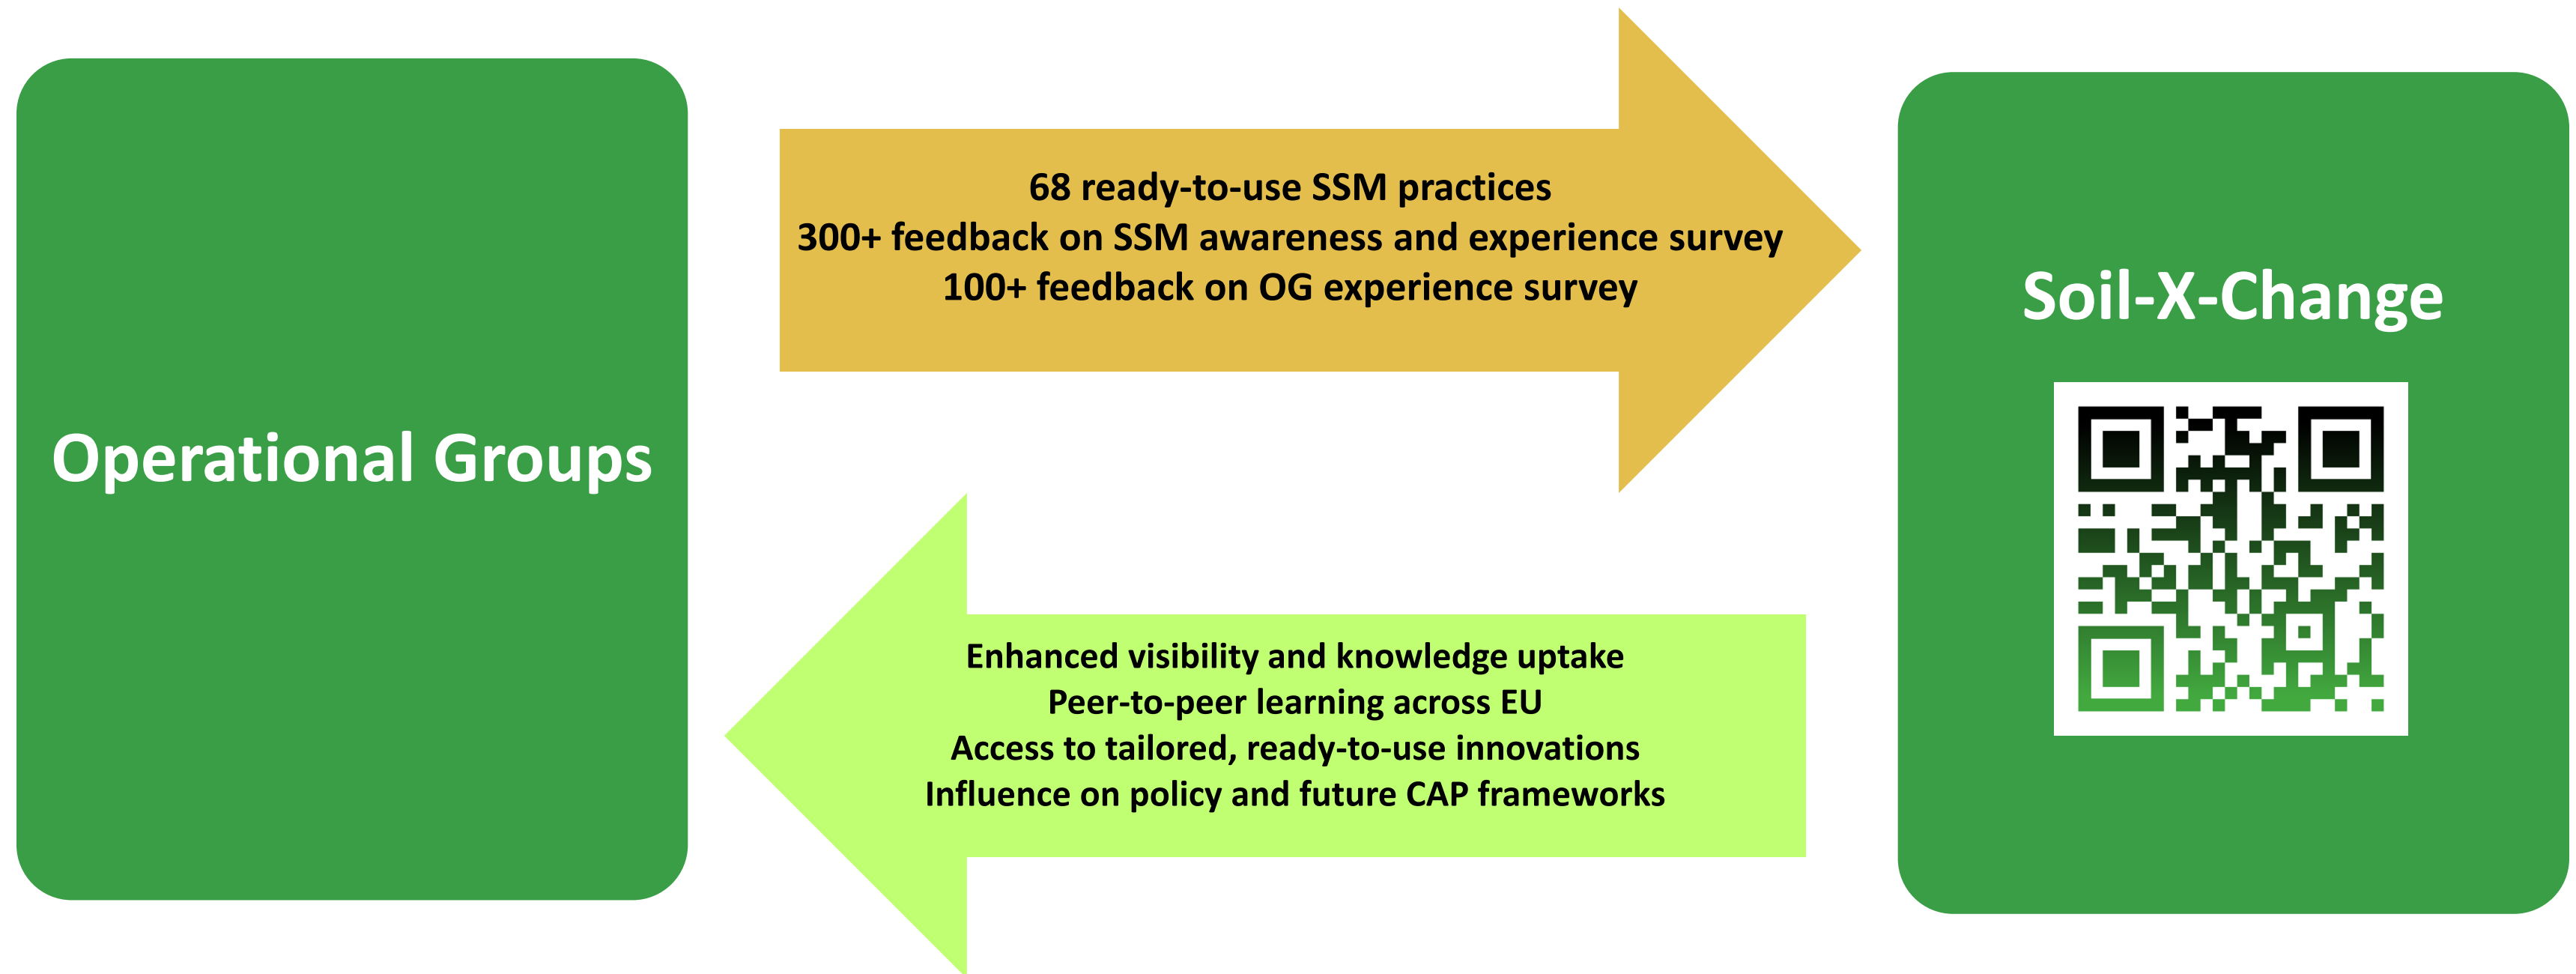 Operational Groups
68 ready-to-use SSM practices
300+ feedback on SSM awareness and experience survey
100+ feedback on OG experience survey
Enhanced visibility and knowledge uptake
Peer-to-peer learning across EU
Access to tailored, ready-to-use innovations
Influence on policy and future CAP frameworks
Soil-X-Change